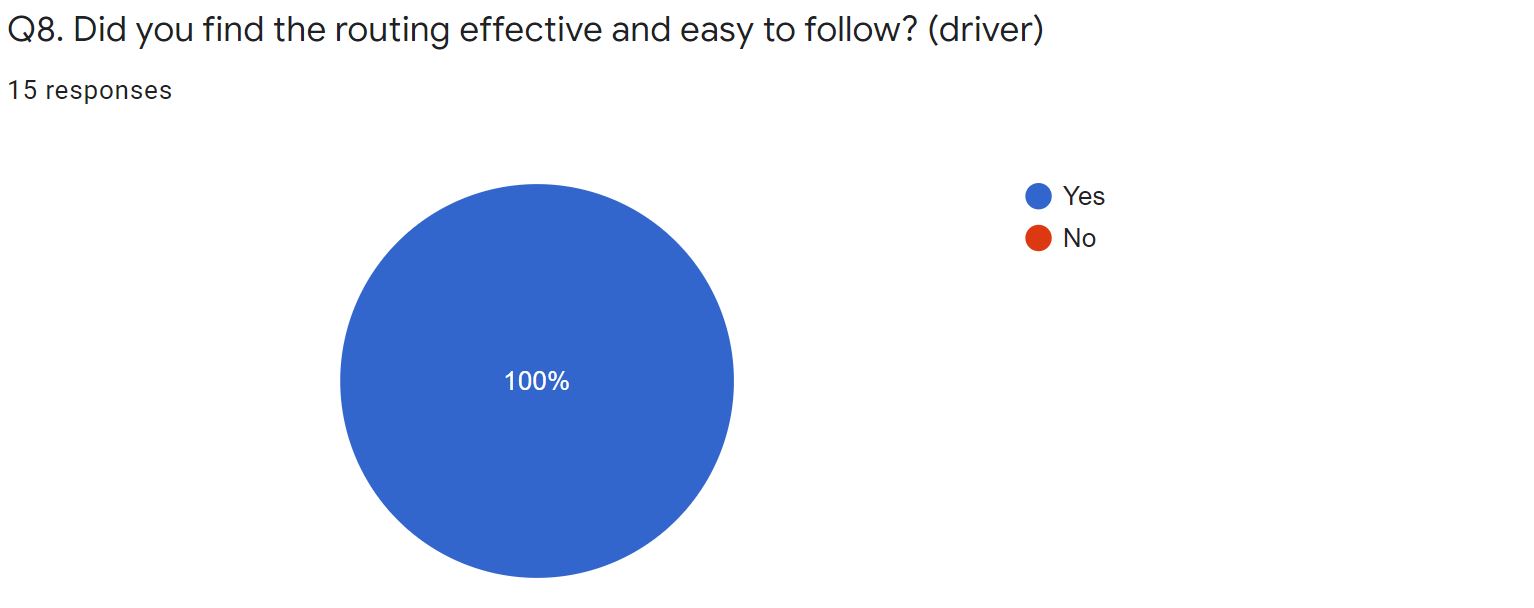 Q8. Did you find the routing effective and easy to follow? (driver)
15 responses
Yes
No
100%